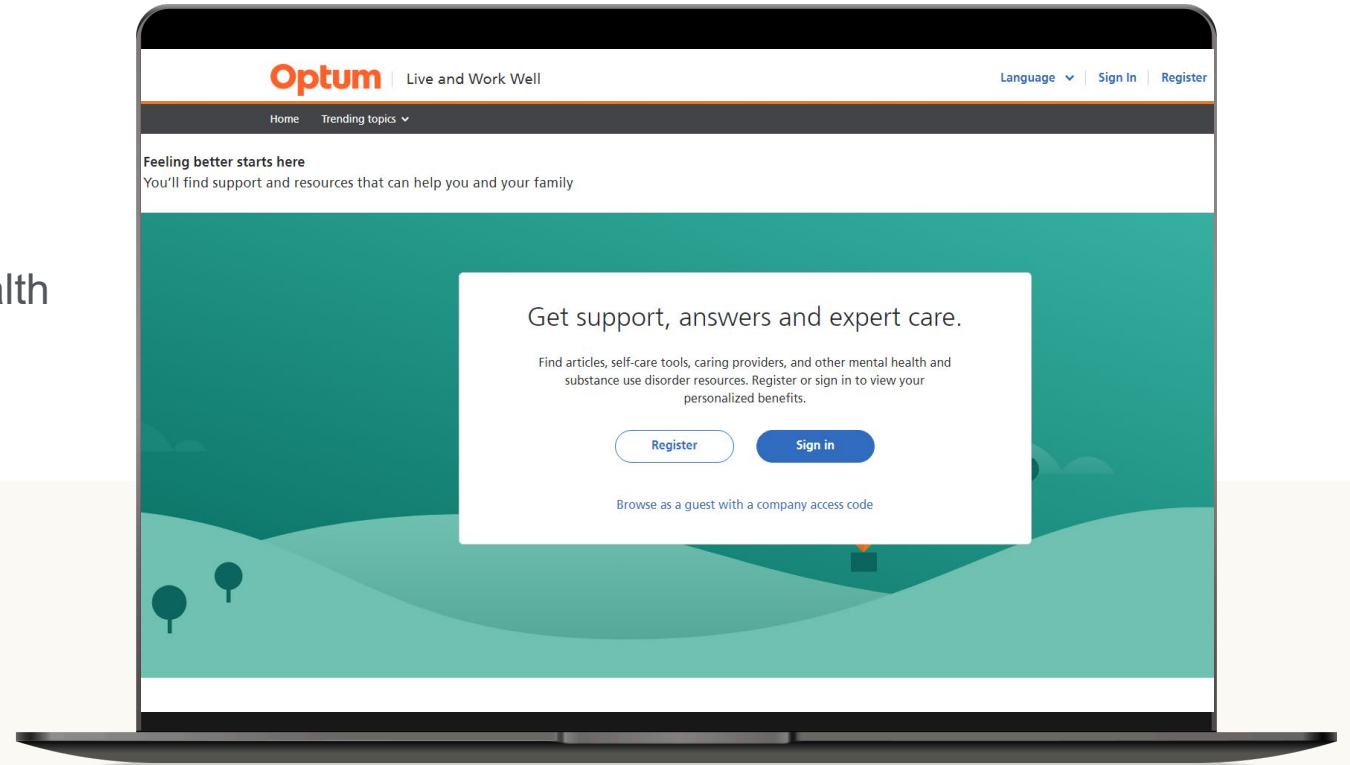 Optum Live and Work Well Language Sign In Register
Home Trending topics
Feeling better starts here
You'll find support and resources that can help you and your family
alth
Get support, answers and expert care.
Find articles, self-care tools, caring providers, and other mental health and
substance use disorder resources. Register or sign in to view your
personalized benefits.
Register Sign in
Browse as a guest with a company access code